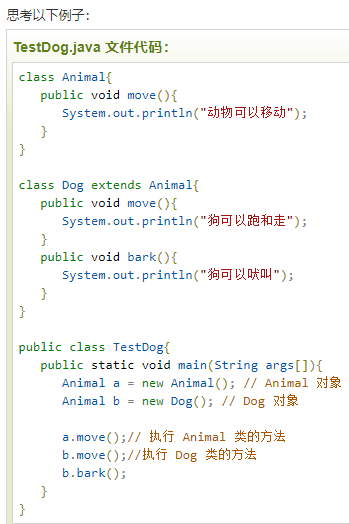 思考以下例子：
TestDog.java 文件代码：
class Animal{
   public void move(){
      System.out.println("动物可以移动");
   }
}

class Dog extends Animal{
   public void move(){
      System.out.println("狗可以跑和走");
   }
   public void bark(){
      System.out.println("狗可以吠叫");
   }
}

public class TestDog{
   public static void main(String args[]){
      Animal a = new Animal(); // Animal 对象
      Animal b = new Dog(); // Dog 对象

      a.move();// 执行 Animal 类的方法
      b.move();//执行 Dog 类的方法
      b.bark();
   }
}